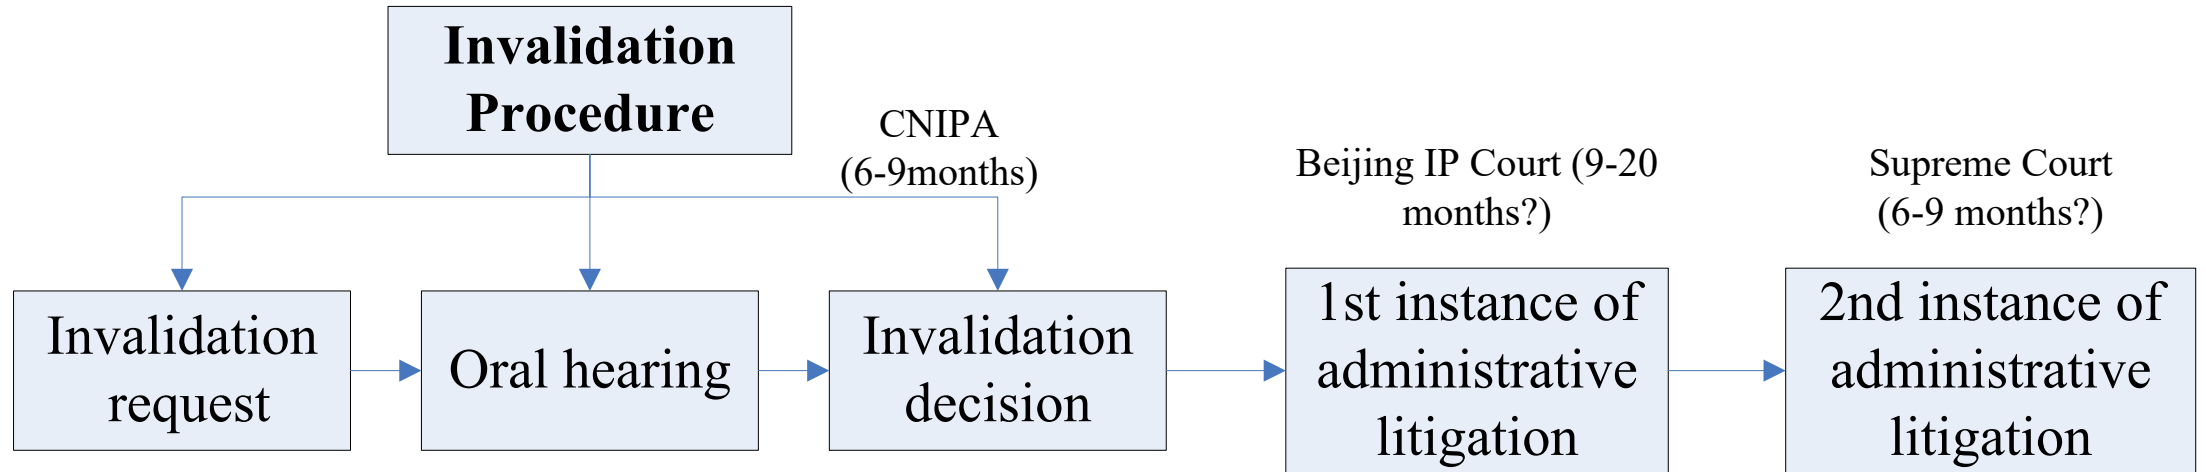 Invalidation
Procedure
CNIPA
(6-9months)
Beijing IP Court (9-20
months?)
Supreme Court
(6-9 months?)
Invalidation
request
Oral hearing
Invalidation
decision
1st instance of
administrative
litigation
2nd instance of
administrative
litigation